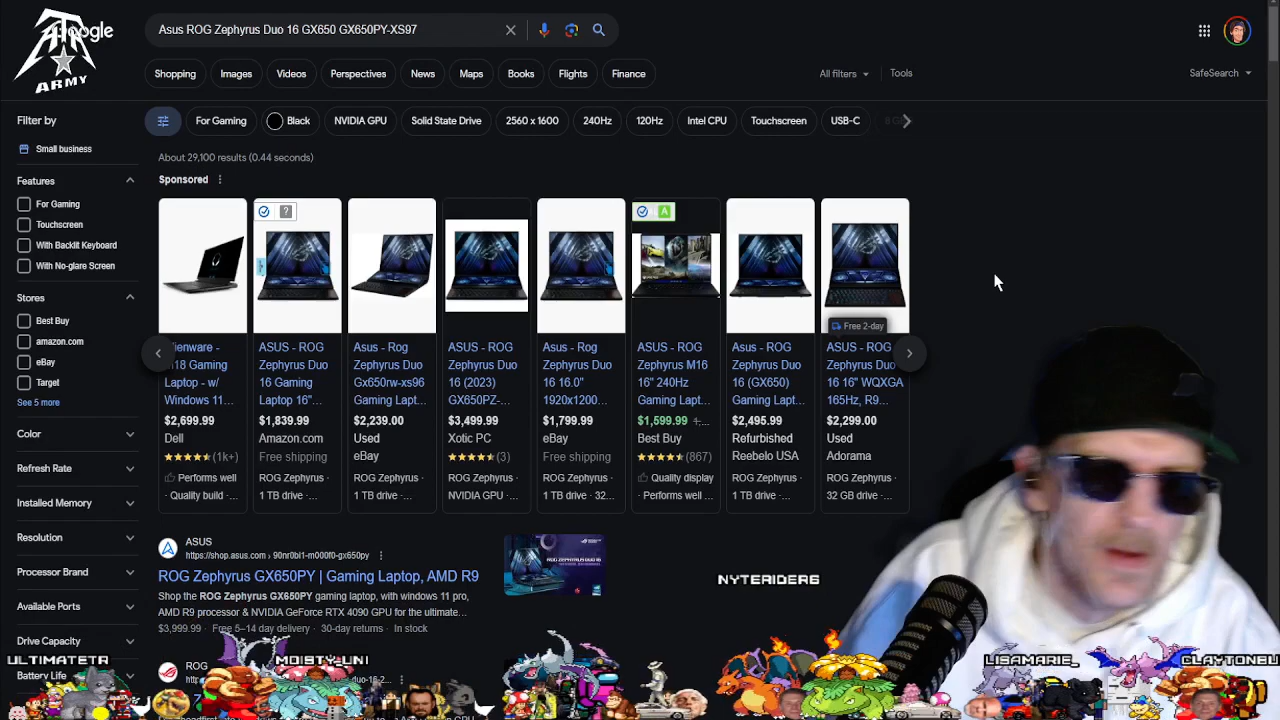 ATR
ARMY
Google
Asus ROG Zephyrus Duo 16 GX650 GX650PY-XS97
Shopping
Images
Videos
Perspectives
News
Maps
Books
Flights
Finance
All filters
Tools
SafeSearch
Filter by
For Gaming
Black
NVIDIA GPU
Solid State Drive
2560 x 1600
240Hz
120Hz
Intel CPU
Touchscreen
USB-C
Small business
About 29,100 results (0.44 seconds)
Sponsored
Features
For Gaming
Touchscreen
With Backlit Keyboard
With No-glare Screen
Stores
Best Buy
amazon.com
eBay
Target
See 5 more
Color
Refresh Rate
Installed Memory
Resolution
Processor Brand
Available Ports
Drive Capacity
Battery Life
Laptop - w/
Windows 11...
$2,699.99
Dell
(1k+)
Performs well
· Quality build · ...
?
ASUS - ROG
Zephyrus Duo
16 Gaming
Laptop 16"...
$1,839.99
Amazon.com
Free shipping
ROG Zephyrus
· 1 TB drive · ...
Asus - Rog
Zephyrus Duo
Gx650rw-xs96
Gaming Lapt...
$2,239.00
Used
eBay
ROG Zephyrus
· 1 TB drive · ...
ASUS - ROG
Zephyrus Duo
16 (2023)
GX650PZ-...
$3,499.99
Xotic PC
(3)
ROG Zephyrus ·
NVIDIA GPU · ...
Asus - Rog
Zephyrus Duo
16 16.0"
1920x1200...
$1,799.99
eBay
Free shipping
ROG Zephyrus
· 1 TB drive · 32...
A
ASUS - ROG
Zephyrus M16
16" 240Hz
Gaming Lapt...
$1,599.99
Best Buy
(867)
Quality display
· Performs well ...
ASUS - ROG
Zephyrus Duo
16 (GX650)
Gaming Lapt...
$2,495.99
Refurbished
Reebelo USA
ROG Zephyrus
· 1 TB drive · ...
Free 2-day
ASUS - ROG
Zephyrus Duo
16 16" WQXGA
165Hz, R9...
$2,299.00
Used
Adorama
ROG Zephyrus ·
32 GB drive · ...
ASUS
https://shop.asus.com › 90nr0bl1-m000f0-gx650py
ROG Zephyrus GX650PY | Gaming Laptop, AMD R9
Shop the ROG Zephyrus GX650PY gaming laptop, with windows 11 pro,
AMD R9 processor & NVIDIA GeForce RTX 4090 GPU for the ultimate...
$3,999.99 · Free 5–14 delivery · 30-day returns · In stock
ROG
NYTERIDER6
ULTIMATETR
MOISTY_UNI
LISAMARIE_
CLAYTONBU